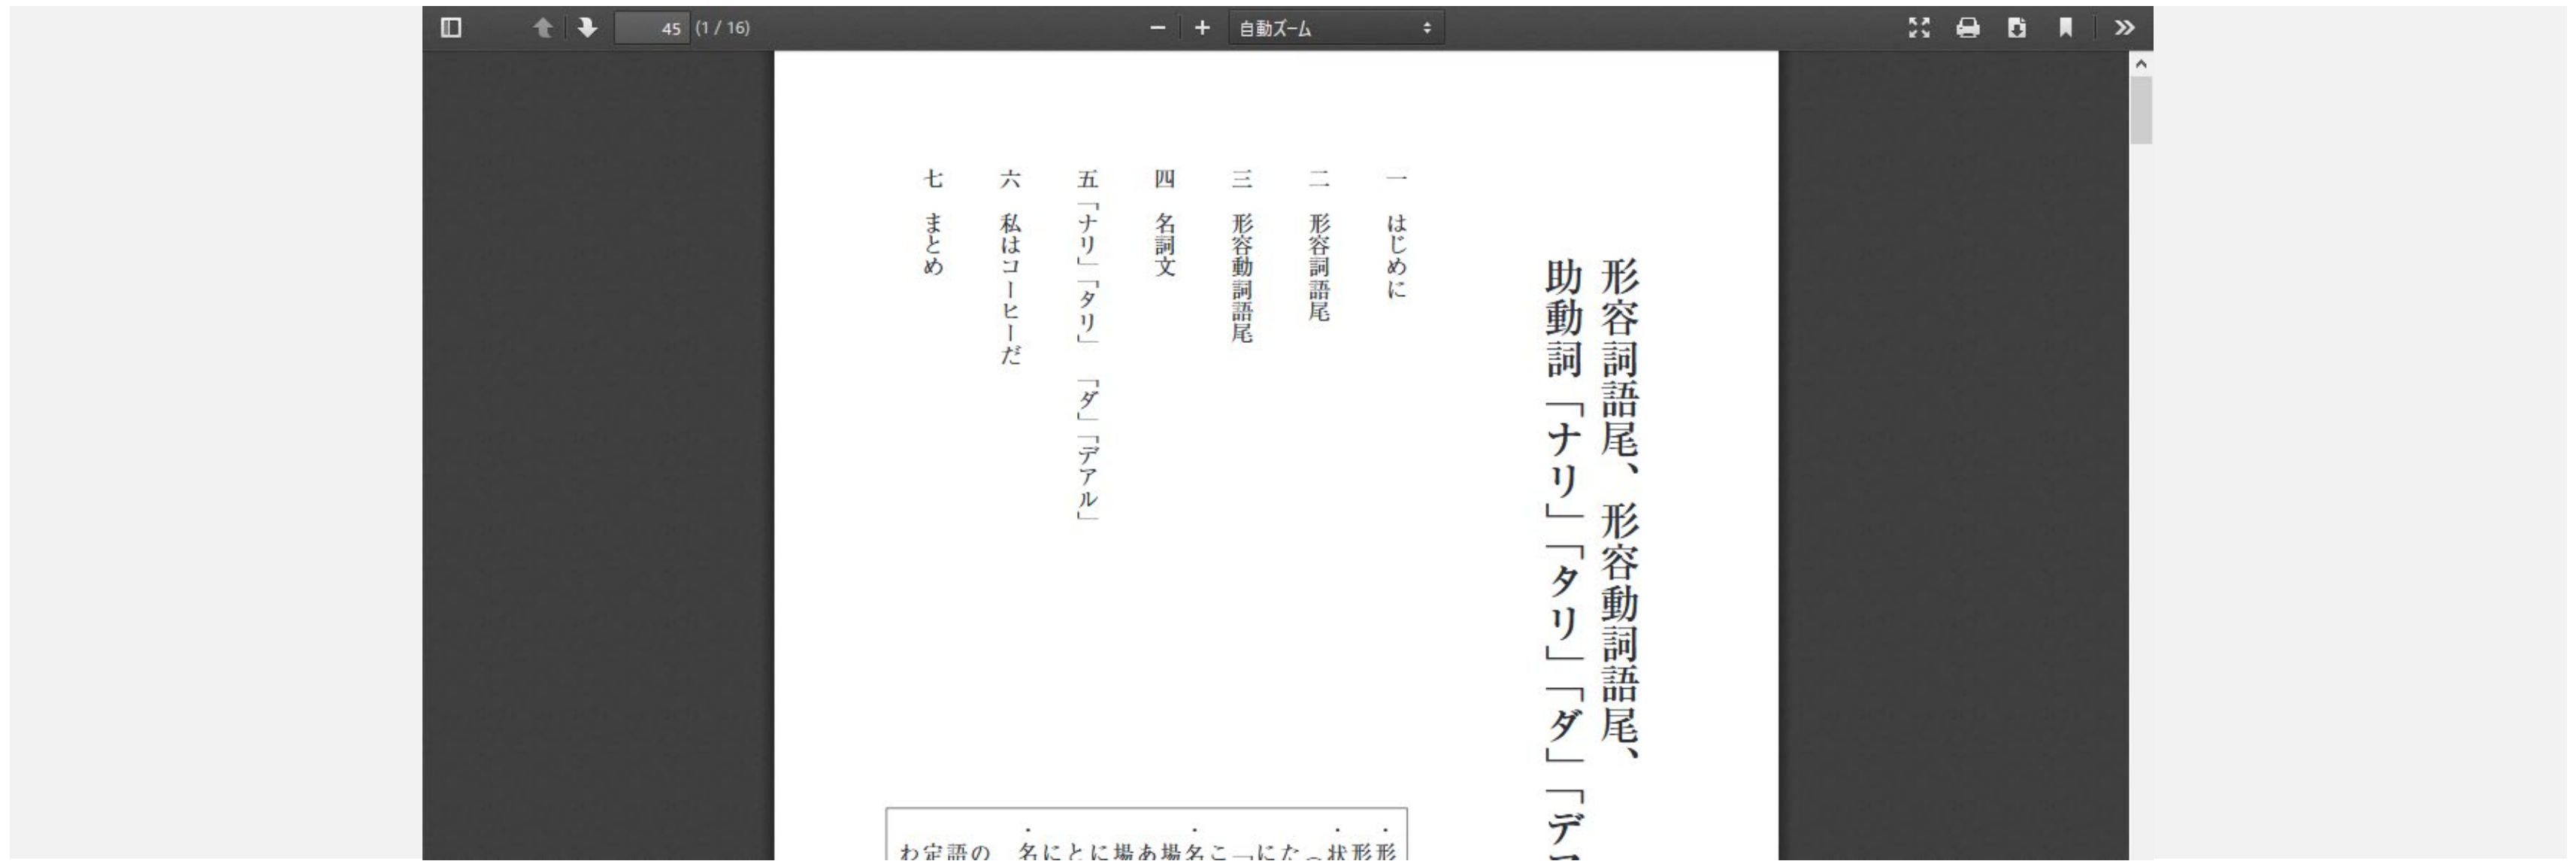 45 (1 / 16)
自動ズーム
形容詞語尾、形容動詞語尾、
助動詞「ナリ」「タリ」「ダ」「デ
一 はじめに
二 形容詞語尾
三 形容動詞語尾
四 名詞文
五「ナリ」「タリ」「ダ」「デアル」
六 私はコーヒーだ
七 まとめ